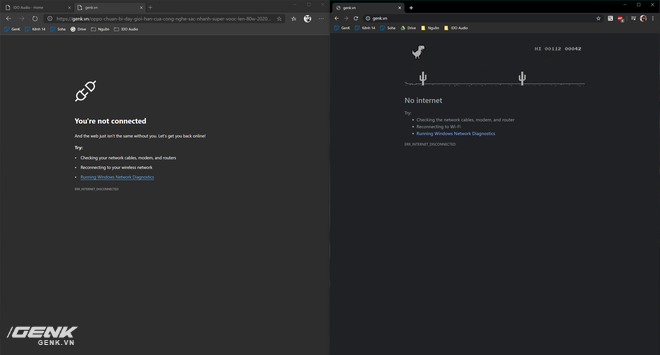 IDO Audio - Home
genk.vn
https://genk.vn/oppo-chuan-bi-day-gioi-han-cua-cong-nghe-sac-nhanh-super-vooc-len-80w-2020...
GenK
Kênh 14
Soha
Drive
Nguồn
IDO Audio
You're not connected
And the web just isn't the same without you. Let's get you back online!
Try:
• Checking your network cables, modem, and routers
• Reconnecting to your wireless network
• Running Windows Network Diagnostics
ERR_INTERNET_DISCONNECTED
GENK
GENK.VN
genk.vn
genk.vn
GenK
Kênh 14
Soha
Drive
Nguồn
IDO Audio
HI 00112 00042
No internet
Try:
• Checking the network cables, modem, and router
• Reconnecting to Wi-Fi
• Running Windows Network Diagnostics
ERR_INTERNET_DISCONNECTED